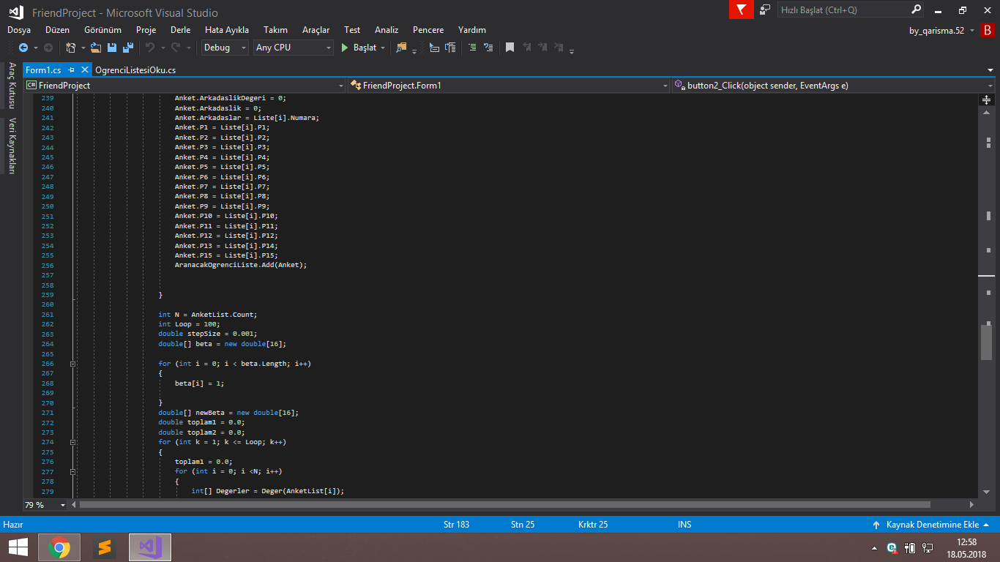 FriendProject - Microsoft Visual Studio
Hızlı Başlat (Ctrl+Q)
Dosya Düzen Görünüm Proje Derle Hata Ayıkla Takım Araçlar Test Analiz Pencere Yardım
by_qarisma.52 B
Debug Any CPU Başlat
Araç Kutusu
Veri Kaynakları
Form1.cs OgrenciListesiOku.cs
C# FriendProject FriendProject.Form1 button2_Click(object sender, EventArgs e)
239 Anket.ArkadaslikDegeri = 0;
240 Anket.Arkadaslik = 0;
241 Anket.Arkadaslar = Liste[i].Numara;
242 Anket.P1 = Liste[i].P1;
243 Anket.P2 = Liste[i].P2;
244 Anket.P3 = Liste[i].P3;
245 Anket.P4 = Liste[i].P4;
246 Anket.P5 = Liste[i].P5;
247 Anket.P6 = Liste[i].P6;
248 Anket.P7 = Liste[i].P7;
249 Anket.P8 = Liste[i].P8;
250 Anket.P9 = Liste[i].P9;
251 Anket.P10 = Liste[i].P10;
252 Anket.P11 = Liste[i].P11;
253 Anket.P12 = Liste[i].P12;
254 Anket.P13 = Liste[i].P14;
255 Anket.P15 = Liste[i].P15;
256 AranacakOgrenciListe.Add(Anket);
257
258
259 }
260
261 int N = AnketList.Count;
262 int Loop = 100;
263 double stepSize = 0.001;
264 double[] beta = new double[16];
265
266 for (int i = 0; i < beta.Length; i++)
267 {
268 beta[i] = 1;
269
270 }
271 double[] newBeta = new double[16];
272 double toplam1 = 0.0;
273 double toplam2 = 0.0;
274 for (int k = 1; k <= Loop; k++)
275 {
276 toplam1 = 0.0;
277 for (int i = 0; i <N; i++)
278 {
279 int[] Degerler = Deger(AnketList[i]);
79 %
Hazır Str 183 Stn 25 Krktr 25 INS Kaynak Denetimine Ekle
12:58
18.05.2018